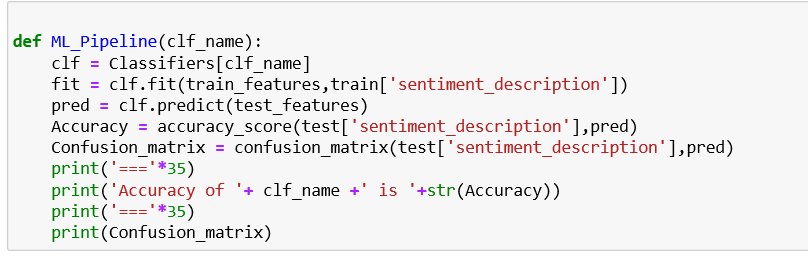 def ML_Pipeline(clf_name):
    clf = Classifiers[clf_name]
    fit = clf.fit(train_features,train['sentiment_description'])
    pred = clf.predict(test_features)
    Accuracy = accuracy_score(test['sentiment_description'],pred)
    Confusion_matrix = confusion_matrix(test['sentiment_description'],pred)
    print('==='*35)
    print('Accuracy of '+ clf_name +' is '+str(Accuracy))
    print('==='*35)
    print(Confusion_matrix)